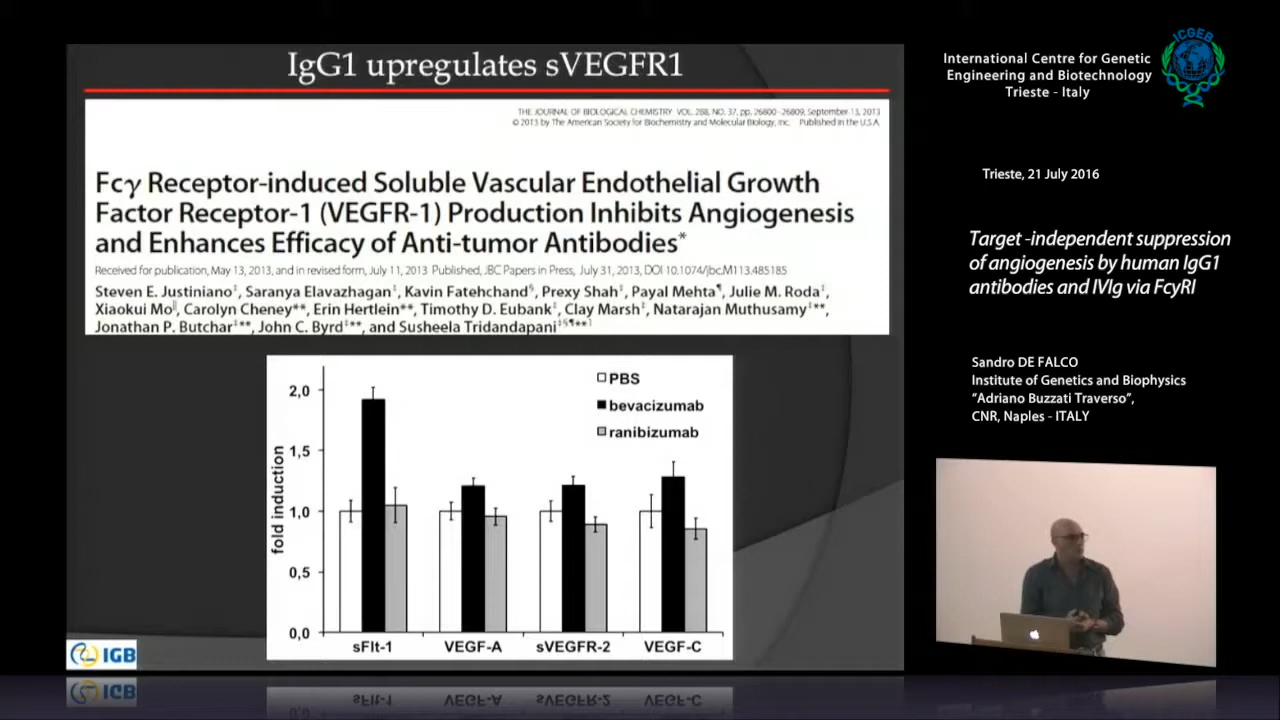 IgG1 upregulates sVEGFR1
THE JOURNAL OF BIOLOGICAL CHEMISTRY VOL. 288, NO. 37, pp. 26800–26809, September 13, 2013
© 2013 by The American Society for Biochemistry and Molecular Biology, Inc. Published in the U.S.A.
Fcγ Receptor-induced Soluble Vascular Endothelial Growth
Factor Receptor-1 (VEGFR-1) Production Inhibits Angiogenesis
and Enhances Efficacy of Anti-tumor Antibodies*
Received for publication, May 13, 2013, and in revised form, July 11, 2013 Published, JBC Papers in Press, July 31, 2013, DOI 10.1074/jbc.M113.485185
Steven E. Justiniano‡, Saranya Elavazhagan‡, Kavin Fatehchand§, Prexy Shah‡, Payal Mehta¶, Julie M. Roda‡,
Xiaokui Mo‖, Carolyn Cheney**, Erin Hertlein**, Timothy D. Eubank‡, Clay Marsh‡, Natarajan Muthusamy‡**,
Jonathan P. Butchar‡**, John C. Byrd‡**, and Susheela Tridandapani
fold induction
2,0
1,5
1,0
0,5
0,0
PBS
bevacizumab
ranibizumab
sFlt-1 VEGF-A sVEGFR-2 VEGF-C
IGB
International Centre for Genetic
Engineering and Biotechnology
Trieste - Italy
ICGEB
Trieste, 21 July 2016
Target -independent suppression
of angiogenesis by human IgG1
antibodies and IVIg via FcγRI
Sandro DE FALCO
Institute of Genetics and Biophysics
“Adriano Buzzati Traverso”,
CNR, Naples - ITALY